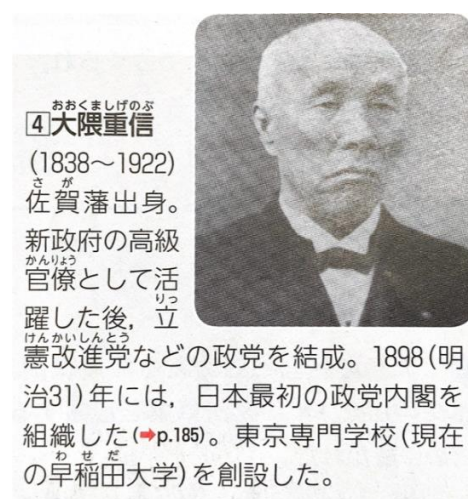 おおくましげのぶ
4大隈重信
(1838～1922)
さが
佐賀藩出身。
新政府の高級
かんりょう
官僚として活
躍した後，立
りっ
けんかいしんとう
憲改進党などの政党を結成。1898(明
治31)年には，日本最初の政党内閣を
組織した(➡p.185)。東京専門学校(現在
わせだ
の早稲田大学)を創設した。